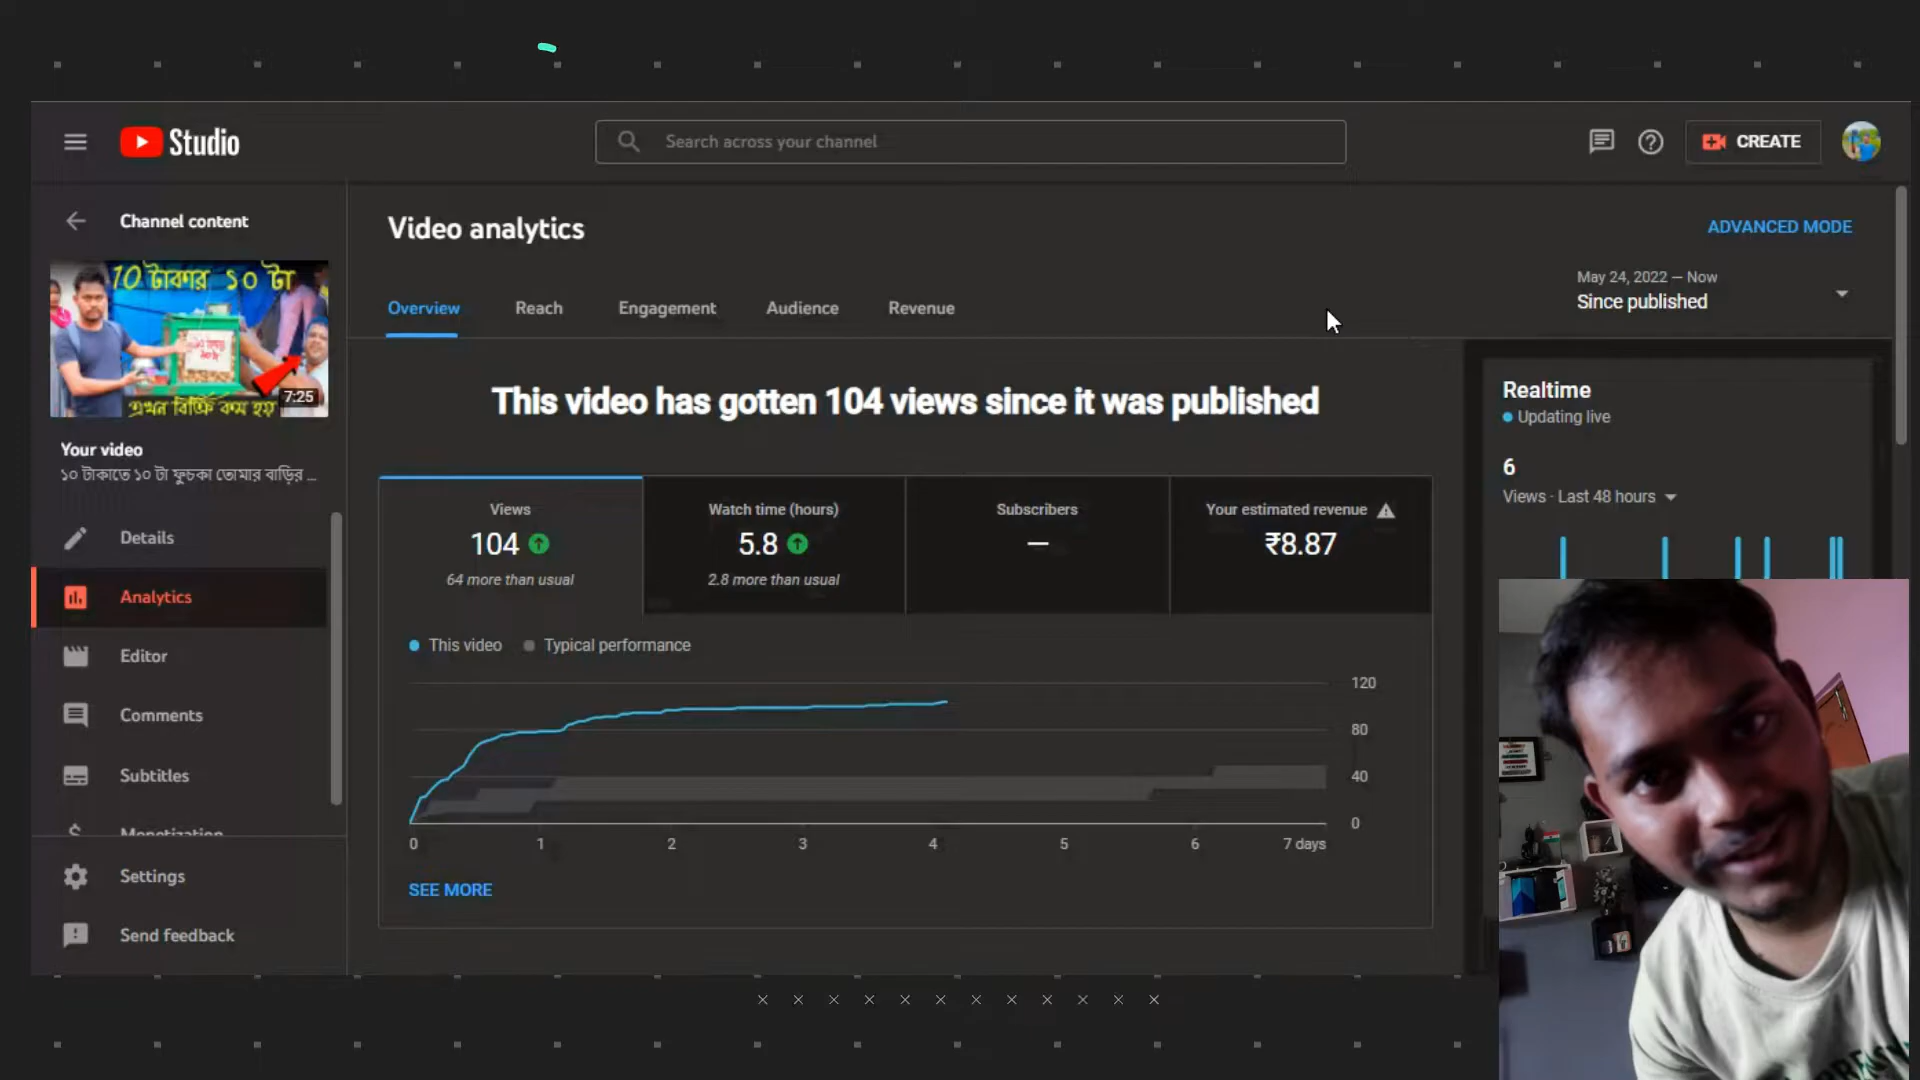 Studio
Search across your channel
CREATE
Channel content
10 টাকার ১০ টা
এখন বিক্রি কম হয়
7:25
Your video
১০ টাকাতে ১০ টা ফুচকা তোমার বাড়ির ...
Details
Analytics
Editor
Comments
Subtitles
Monetization
Settings
Send feedback
Video analytics
ADVANCED MODE
May 24, 2022 – Now
Since published
Overview
Reach
Engagement
Audience
Revenue
This video has gotten 104 views since it was published
Views
104
64 more than usual
Watch time (hours)
5.8
2.8 more than usual
Subscribers
—
Your estimated revenue
₹8.87
This video
Typical performance
120
80
40
0
0 1 2 3 4 5 6 7 days
SEE MORE
Realtime
Updating live
6
Views · Last 48 hours